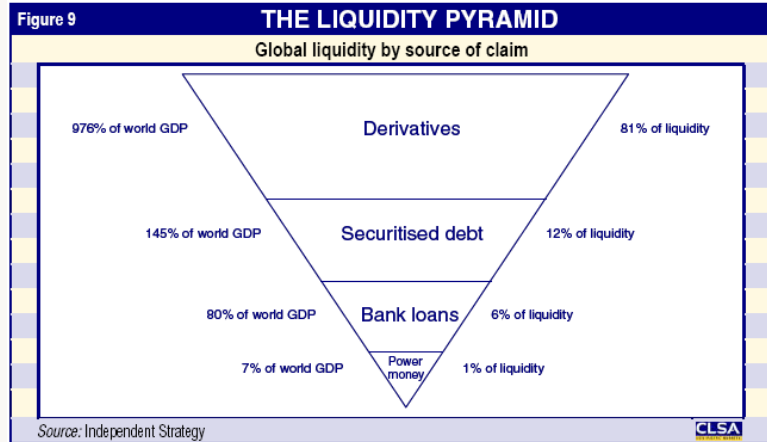 Figure 9
THE LIQUIDITY PYRAMID
Global liquidity by source of claim
976% of world GDP
Derivatives
81% of liquidity
145% of world GDP
Securitised debt
12% of liquidity
80% of world GDP
Bank loans
6% of liquidity
7% of world GDP
Power
money
1% of liquidity
Source: Independent Strategy
CLSA